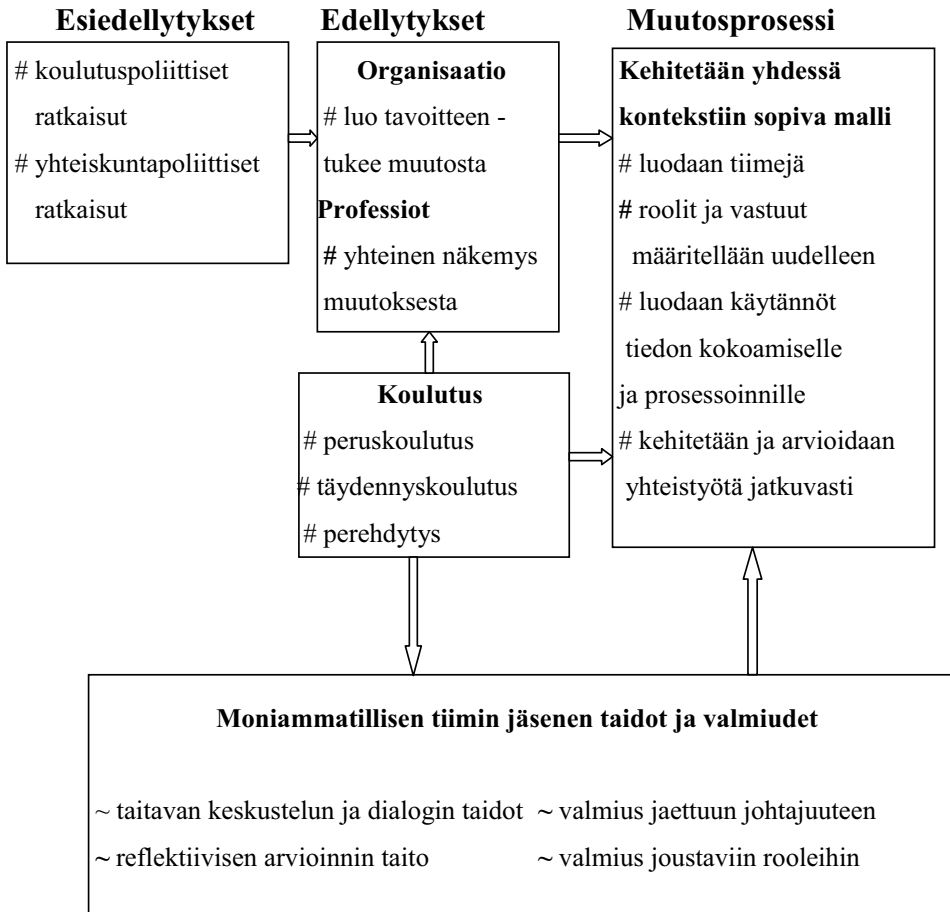 Esiedellytykset
# koulutuspoliittiset
ratkaisut
# yhteiskuntapoliittiset
ratkaisut
Edellytykset
Organisaatio
# luo tavoitteen -
tukee muutosta
Professiot
# yhteinen näkemys
muutoksesta
Koulutus
# peruskoulutus
# täydennyskoulutus
# perehdytys
Muutosprosessi
Kehitetään yhdessä
kontekstiin sopiva malli
# luodaan tiimejä
# roolit ja vastuut
määritellään uudelleen
# luodaan käytännöt
tiedon kokoamiselle
ja prosessoinnille
# kehitetään ja arvioidaan
yhteistyötä jatkuvasti
Moniammatillisen tiimin jäsenen taidot ja valmiudet
~ taitavan keskustelun ja dialogin taidot ~ valmius jaettuun johtajuuteen
~ reflektiivisen arvioinnin taito ~ valmius joustaviin rooleihin